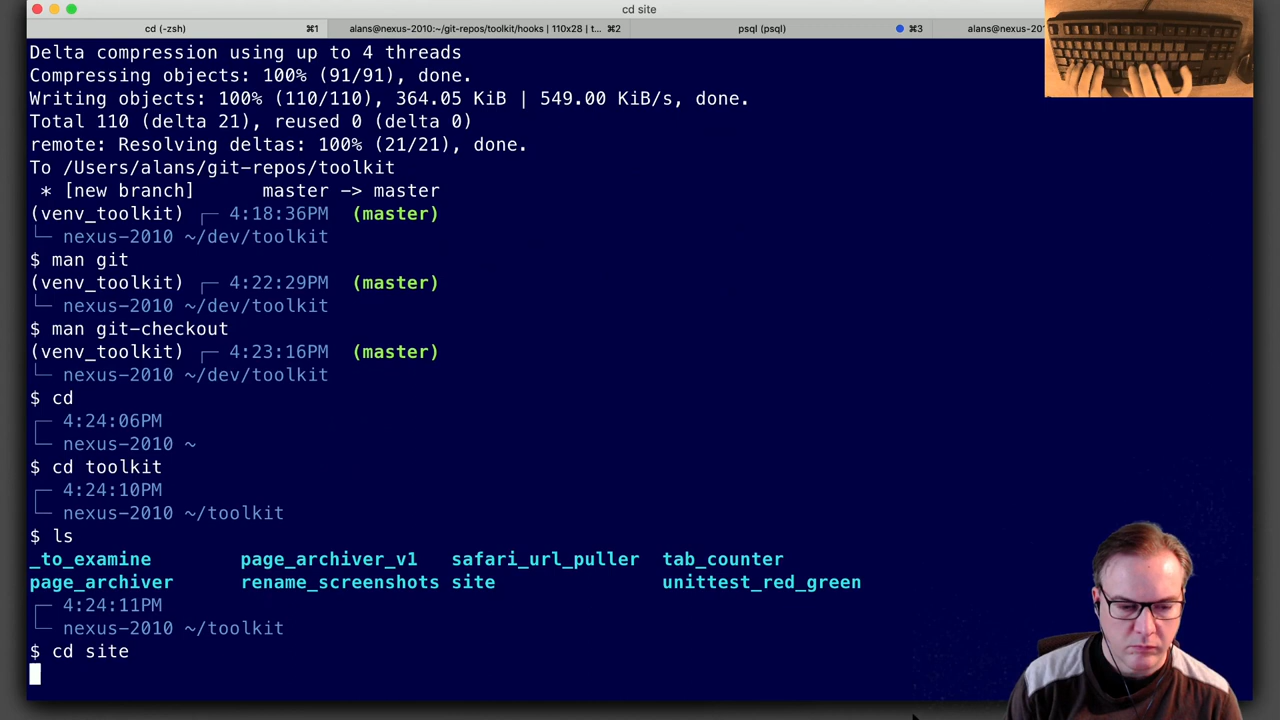 cd site
cd (-zsh) ⌘1 alans@nexus-2010:~/git-repos/toolkit/hooks | 110x28 | t... ⌘2 psql (psql) ⌘3 alans@nexus-201
Delta compression using up to 4 threads
Compressing objects: 100% (91/91), done.
Writing objects: 100% (110/110), 364.05 KiB | 549.00 KiB/s, done.
Total 110 (delta 21), reused 0 (delta 0)
remote: Resolving deltas: 100% (21/21), done.
To /Users/alans/git-repos/toolkit
* [new branch] master -> master
(venv_toolkit) ┌─ 4:18:36PM (master)
└─ nexus-2010 ~/dev/toolkit
$ man git
(venv_toolkit) ┌─ 4:22:29PM (master)
└─ nexus-2010 ~/dev/toolkit
$ man git-checkout
(venv_toolkit) ┌─ 4:23:16PM (master)
└─ nexus-2010 ~/dev/toolkit
$ cd
┌─ 4:24:06PM
└─ nexus-2010 ~
$ cd toolkit
┌─ 4:24:10PM
└─ nexus-2010 ~/toolkit
$ ls
_to_examine page_archiver_v1 safari_url_puller tab_counter
page_archiver rename_screenshots site unittest_red_green
┌─ 4:24:11PM
└─ nexus-2010 ~/toolkit
$ cd site